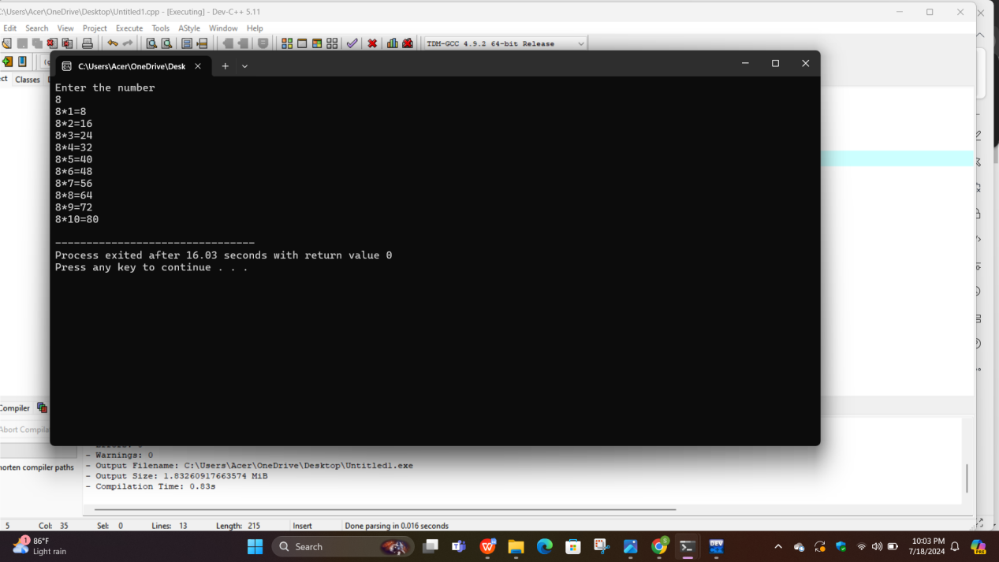 C:\Users\Acer\OneDrive\Desktop\Untitled1.cpp - [Executing] - Dev-C++ 5.11
Edit Search View Project Execute Tools AStyle Window Help
TDM-GCC 4.9.2 64-bit Release
C:\Users\Acer\OneDrive\Desk
Classes
Enter the number
8
8*1=8
8*2=16
8*3=24
8*4=32
8*5=40
8*6=48
8*7=56
8*8=64
8*9=72
8*10=80
--------------------------------
Process exited after 16.03 seconds with return value 0
Press any key to continue . . .
Compiler
Abort Compila
horten compiler paths
- Warnings: 0
- Output Filename: C:\Users\Acer\OneDrive\Desktop\Untitled1.exe
- Output Size: 1.83260917663574 MiB
- Compilation Time: 0.83s
5 Col: 35 Sel: 0 Lines: 13 Length: 215 Insert Done parsing in 0.016 seconds
1
86°F
Light rain
Search
DEV
PRE
10:03 PM
7/18/2024